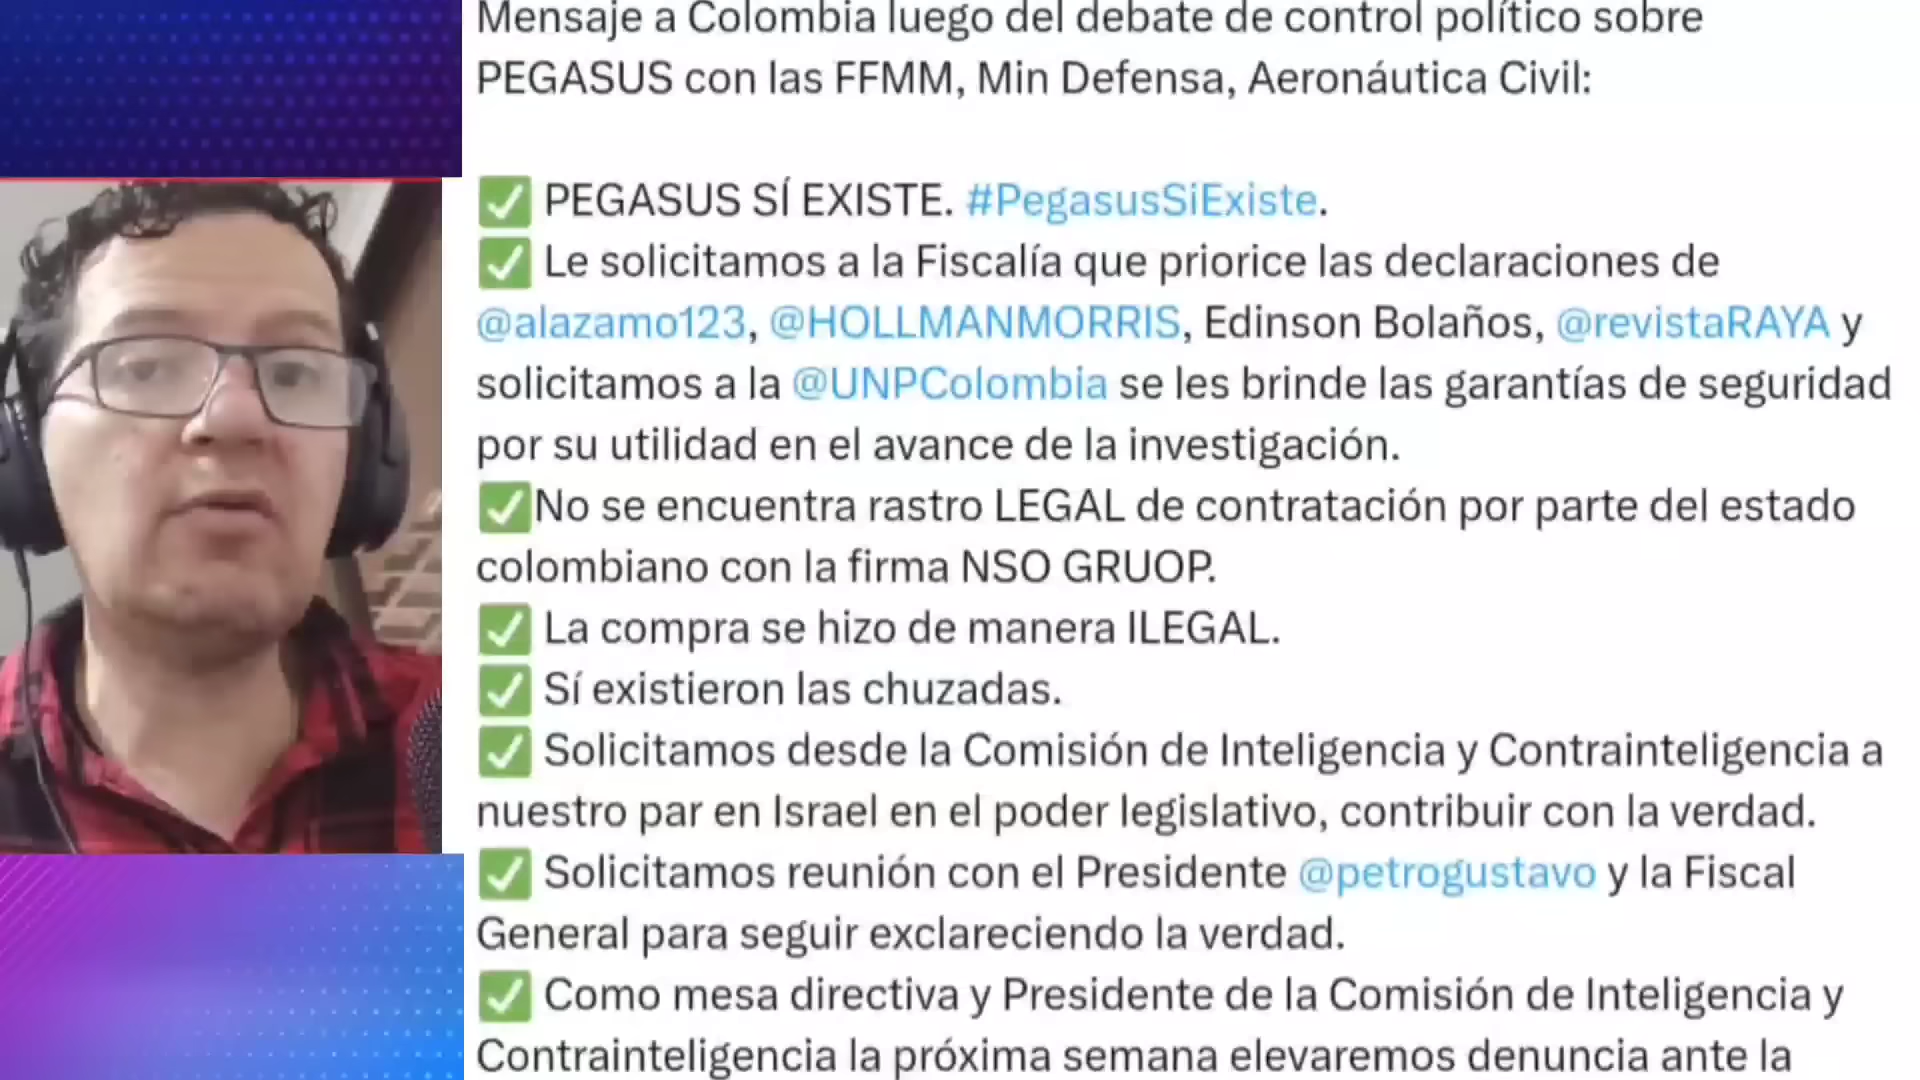 Mensaje a Colombia luego del debate de control político sobre
PEGASUS con las FFMM, Min Defensa, Aeronáutica Civil:
✅ PEGASUS SÍ EXISTE. #PegasusSiExiste.
✅ Le solicitamos a la Fiscalía que priorice las declaraciones de
@alazamo123, @HOLLMANMORRIS, Edinson Bolaños, @revistaRAYA y
solicitamos a la @UNPColombia se les brinde las garantías de seguridad
por su utilidad en el avance de la investigación.
✅No se encuentra rastro LEGAL de contratación por parte del estado
colombiano con la firma NSO GRUOP.
✅ La compra se hizo de manera ILEGAL.
✅ Sí existieron las chuzadas.
✅ Solicitamos desde la Comisión de Inteligencia y Contrainteligencia a
nuestro par en Israel en el poder legislativo, contribuir con la verdad.
✅ Solicitamos reunión con el Presidente @petrogustavo y la Fiscal
General para seguir exclareciendo la verdad.
✅ Como mesa directiva y Presidente de la Comisión de Inteligencia y
Contrainteligencia la próxima semana elevaremos denuncia ante la